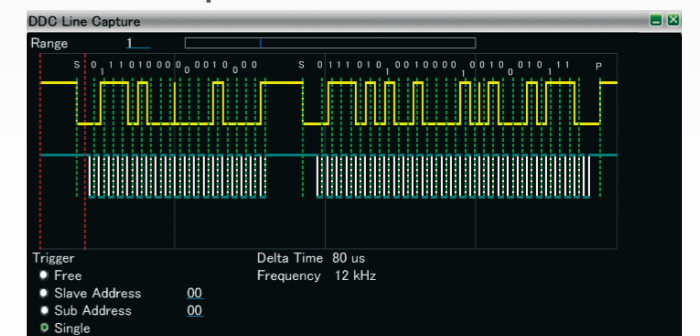 DDC Line Capture
Range 1
S 0 1 1 1 0 1 0 0 0 0 0 0 0 1 0 0 0 0 S 0 1 1 1 0 1 0 1 0 0 1 0 0 0 0 1 0 0 1 0 0 0 1 0 1 1 1 P
Trigger Delta Time 80 us
Free Frequency 12 kHz
Slave Address 00
Sub Address 00
Single